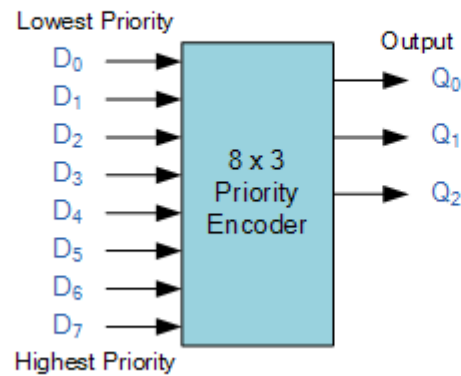 Lowest Priority
D₀
D₁
D₂
D₃
D₄
D₅
D₆
D₇
Highest Priority
8 x 3
Priority
Encoder
Output
Q₀
Q₁
Q₂